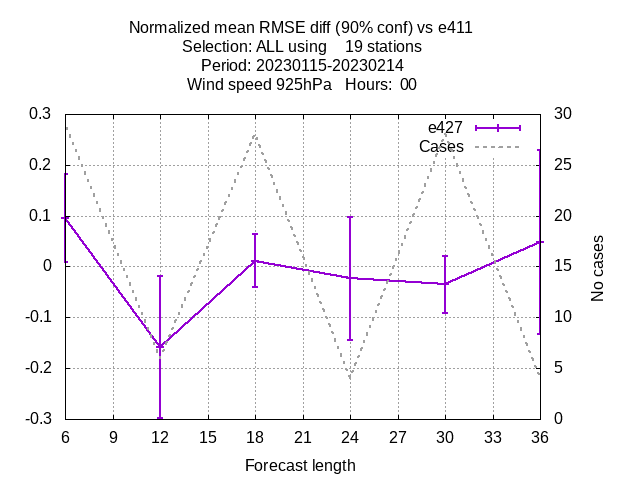 Normalized mean RMSE diff (90% conf) vs e411
Selection: ALL using    19 stations
Period: 20230115-20230214
Wind speed 925hPa   Hours:  00
e427
Cases
0.3
0.2
0.1
0
-0.1
-0.2
-0.3
30
25
20
15
10
5
0
No cases
6 9 12 15 18 21 24 27 30 33 36
Forecast length